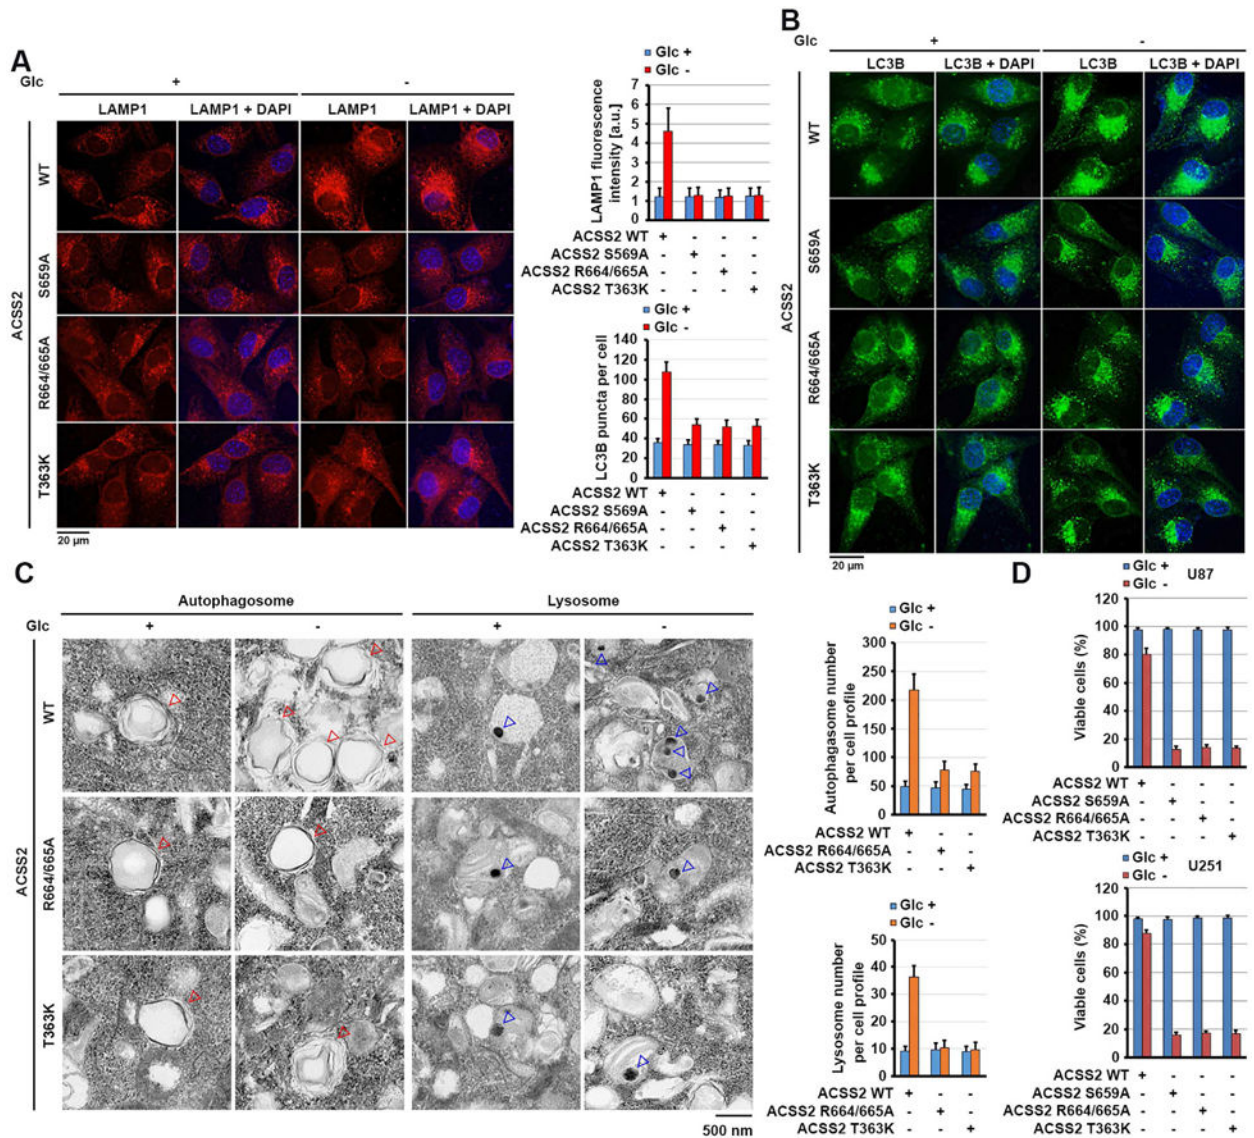 A
Glc + -
LAMP1 LAMP1 + DAPI LAMP1 LAMP1 + DAPI
ACSS2
WT
S659A
R664/665A
T363K
20 µm
Glc +
Glc -
LAMP1 fluorescence
intensity [a.u.]
7
6
5
4
3
2
1
0
ACSS2 WT + - - -
ACSS2 S569A - + - -
ACSS2 R664/665A - - + -
ACSS2 T363K - - - +
Glc +
Glc -
LC3B puncta per cell
140
120
100
80
60
40
20
0
ACSS2 WT + - - -
ACSS2 S569A - + - -
ACSS2 R664/665A - - + -
ACSS2 T363K - - - +
B
Glc + -
LC3B LC3B + DAPI LC3B LC3B + DAPI
ACSS2
WT
S659A
R664/665A
T363K
20 µm
C
Autophagosome Lysosome
Glc + - + -
ACSS2
WT
R664/665A
T363K
500 nm
Glc +
Glc -
Autophagasome number
per cell profile
300
250
200
150
100
50
0
ACSS2 WT + - -
ACSS2 R664/665A - + -
ACSS2 T363K - - +
Glc +
Glc -
Lysosome number
per cell profile
50
40
30
20
10
0
ACSS2 WT + - -
ACSS2 R664/665A - + -
ACSS2 T363K - - +
D
Glc + U87
Glc -
Viable cells (%)
120
100
80
60
40
20
0
ACSS2 WT + - - -
ACSS2 S659A - + - -
ACSS2 R664/665A - - + -
ACSS2 T363K - - - +
Glc + U251
Glc -
Viable cells (%)
120
100
80
60
40
20
0
ACSS2 WT + - - -
ACSS2 S659A - + - -
ACSS2 R664/665A - - + -
ACSS2 T363K - - - +